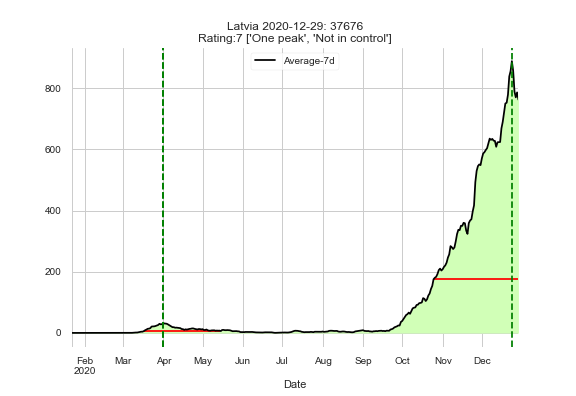 Latvia 2020-12-29: 37676
Rating:7 ['One peak', 'Not in control']
Average-7d
800
600
400
200
0
Feb Mar Apr May Jun Jul Aug Sep Oct Nov Dec
2020
Date